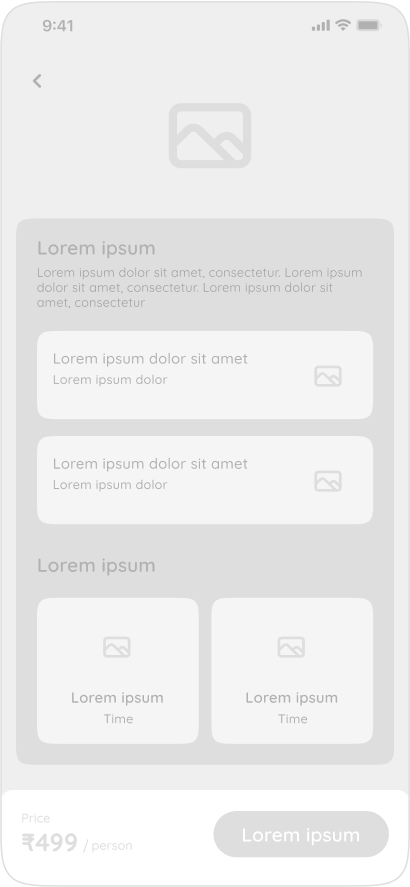 9:41
Lorem ipsum
Lorem ipsum dolor sit amet, consectetur. Lorem ipsum
dolor sit amet, consectetur. Lorem ipsum dolor sit
amet, consectetur
Lorem ipsum dolor sit amet
Lorem ipsum dolor
Lorem ipsum dolor sit amet
Lorem ipsum dolor
Lorem ipsum
Lorem ipsum
Time
Lorem ipsum
Time
Price
₹499 / person
Lorem ipsum